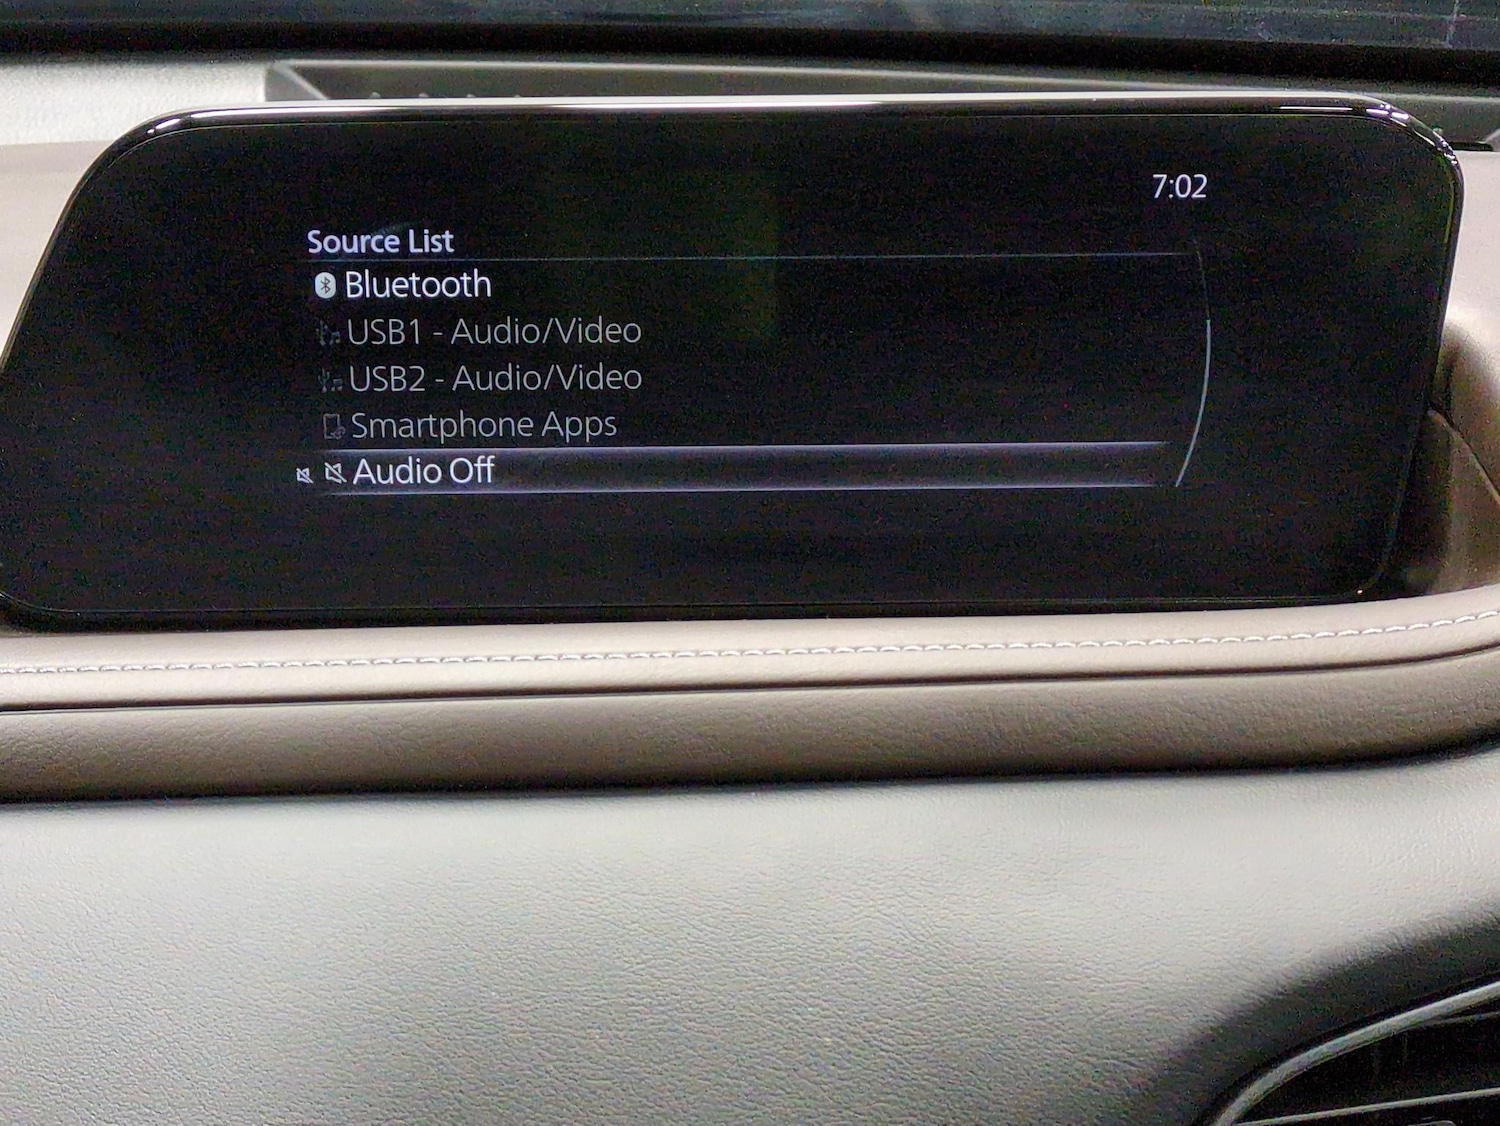 7:02
Source List
Bluetooth
USB1 - Audio/Video
USB2 - Audio/Video
Smartphone Apps
Audio Off